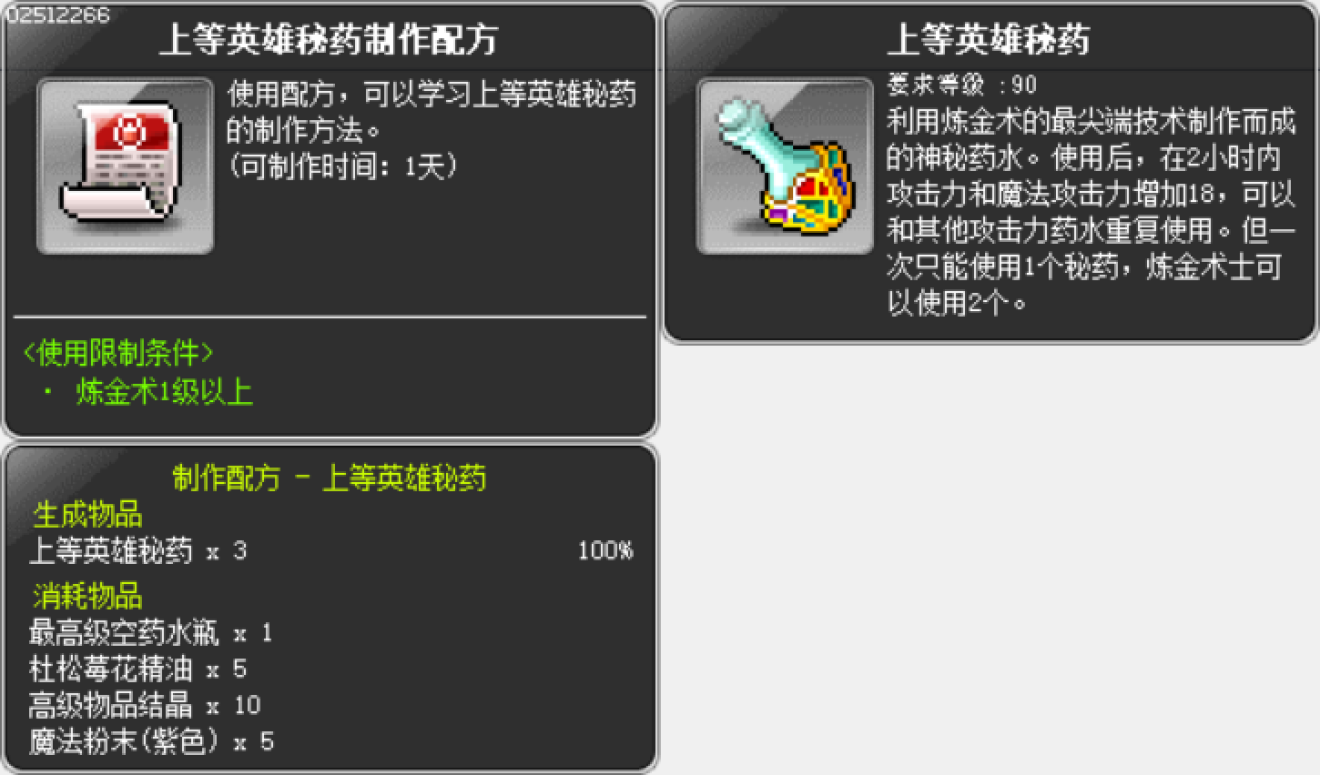 02512266
上等英雄秘药制作配方
使用配方，可以学习上等英雄秘药
的制作方法。
(可制作时间：1天)
<使用限制条件>
· 炼金术1级以上
制作配方 - 上等英雄秘药
生成物品
上等英雄秘药 x 3 100%
消耗物品
最高级空药水瓶 x 1
杜松莓花精油 x 5
高级物品结晶 x 10
魔法粉末(紫色) x 5
上等英雄秘药
要求等级 :90
利用炼金术的最尖端技术制作而成
的神秘药水。使用后，在2小时内
攻击力和魔法攻击力增加18，可以
和其他攻击力药水重复使用。但一
次只能使用1个秘药，炼金术士可
以使用2个。